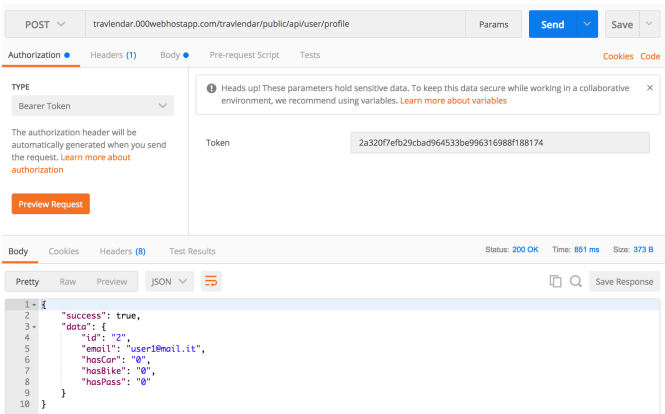 POST travlendar.000webhostapp.com/travlendar/public/api/user/profile Params Send Save
Authorization Headers (1) Body Pre-request Script Tests Cookies Code
TYPE
Bearer Token
The authorization header will be
automatically generated when you send
the request. Learn more about
authorization
Preview Request
Heads up! These parameters hold sensitive data. To keep this data secure while working in a collaborative
environment, we recommend using variables. Learn more about variables
Token 2a320f7efb29cbad964533be996316988f188174
Body Cookies Headers (8) Test Results Status: 200 OK Time: 851 ms Size: 373 B
Pretty Raw Preview JSON Save Response
1 {
2 "success": true,
3 "data": {
4 "id": "2",
5 "email": "user1@mail.it",
6 "hasCar": "0",
7 "hasBike": "0",
8 "hasPass": "0"
9 }
10 }